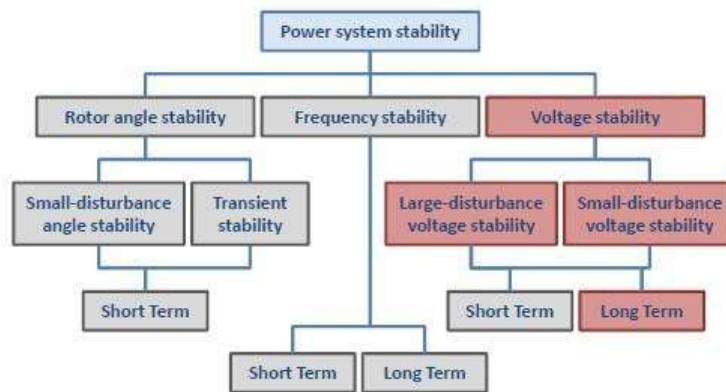 Power system stability
Rotor angle stability
Frequency stability
Voltage stability
Small-disturbance
angle stability
Transient
stability
Large-disturbance
voltage stability
Small-disturbance
voltage stability
Short Term
Short Term
Long Term
Short Term
Long Term